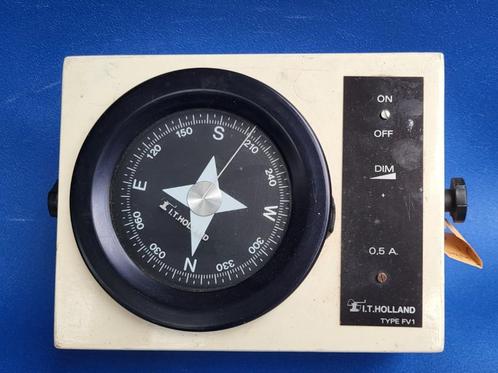 S
210
240
W
300
330
N
030
060
E
120
150
I.T.HOLLAND
ON
OFF
DIM
+
0,5 A.
I.T.HOLLAND
TYPE FV1